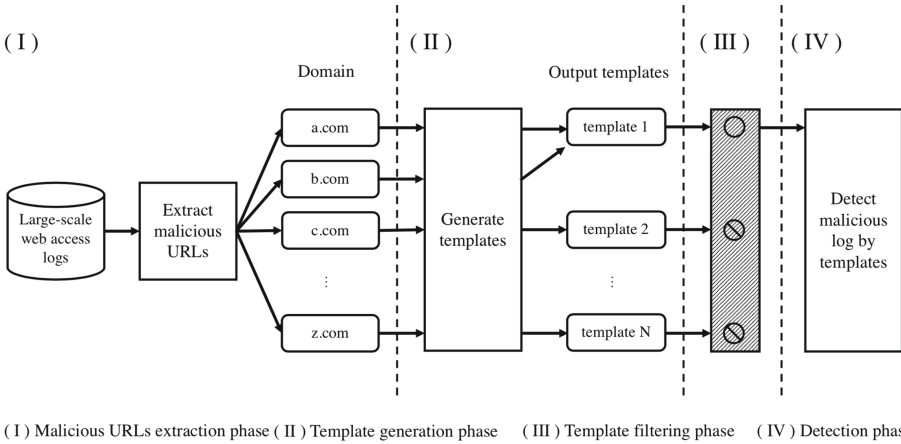 ( I )
( II )
( III )
( IV )
Domain
Output templates
a.com
b.com
c.com
⋮
z.com
Large-scale
web access
logs
Extract
malicious
URLs
Generate
templates
template 1
template 2
⋮
template N
Detect
malicious
log by
templates
( I ) Malicious URLs extraction phase ( II ) Template generation phase ( III ) Template filtering phase ( IV ) Detection phas